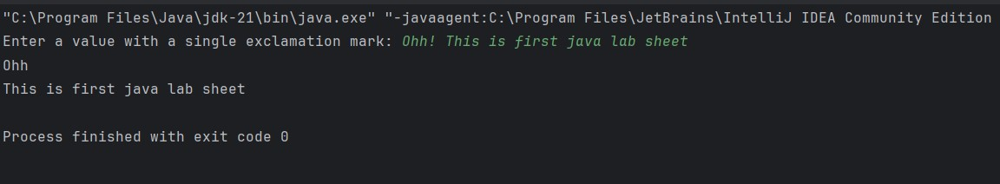 "C:\Program Files\Java\jdk-21\bin\java.exe" "-javaagent:C:\Program Files\JetBrains\IntelliJ IDEA Community Edition
Enter a value with a single exclamation mark: Ohh! This is first java lab sheet
Ohh
This is first java lab sheet
Process finished with exit code 0